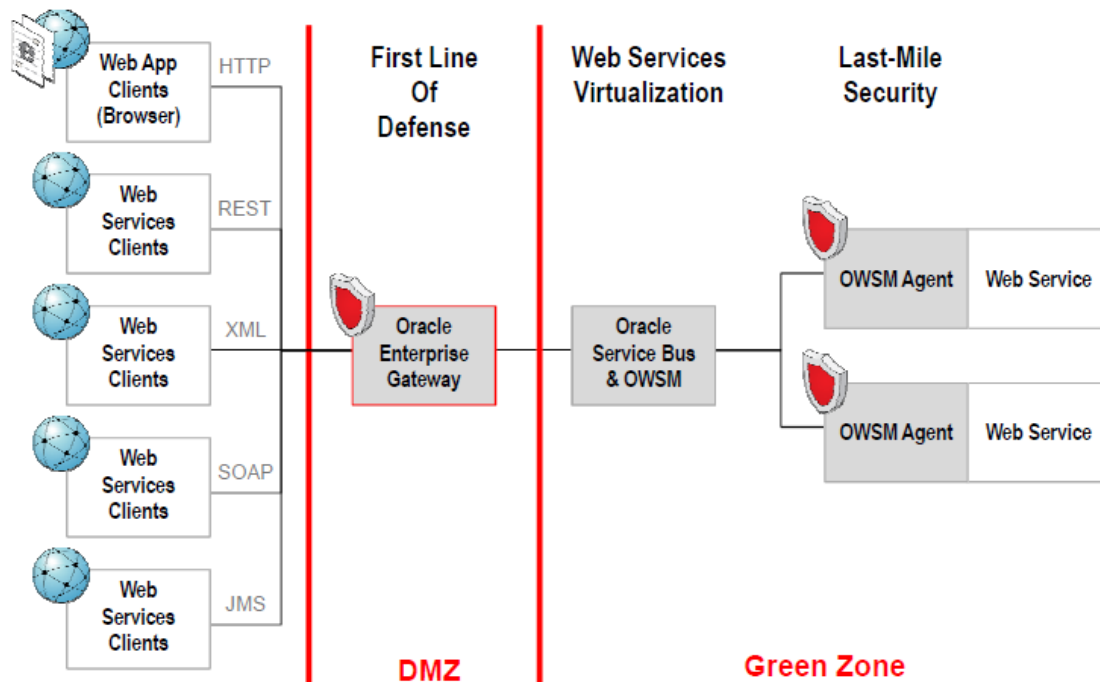 Web App
Clients
(Browser)
HTTP
Web
Services
Clients
REST
Web
Services
Clients
XML
Web
Services
Clients
SOAP
Web
Services
Clients
JMS
First Line
Of
Defense
Oracle
Enterprise
Gateway
DMZ
Web Services
Virtualization
Oracle
Service Bus
& OWSM
Last-Mile
Security
OWSM Agent
Web Service
OWSM Agent
Web Service
Green Zone